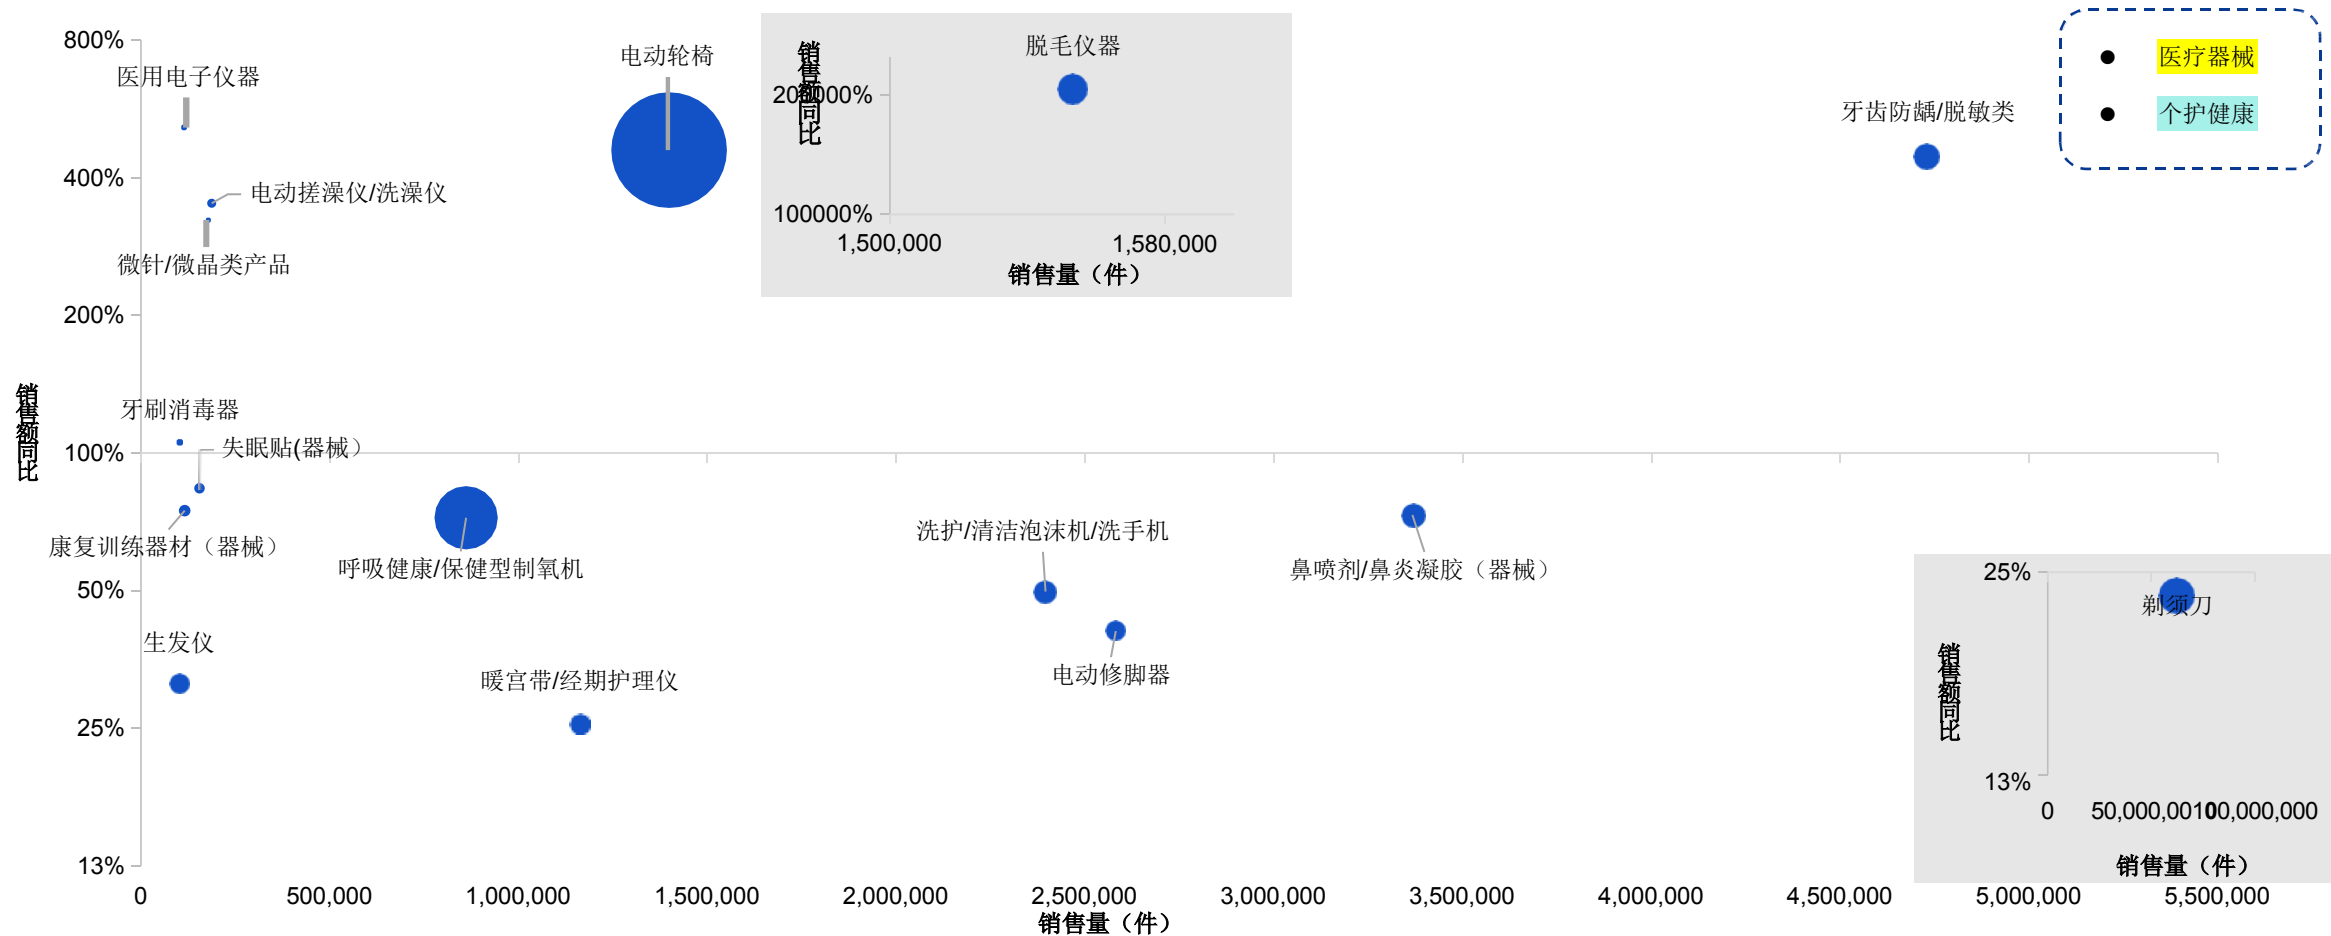 800%
400%
200%
100%
50%
25%
13%
销售额同比
医用电子仪器
电动搓澡仪/洗澡仪
微针/微晶类产品
电动轮椅
牙刷消毒器
失眠贴(器械）
康复训练器材（器械）
生发仪
呼吸健康/保健型制氧机
暖宫带/经期护理仪
洗护/清洁泡沫机/洗手机
电动修脚器
鼻喷剂/鼻炎凝胶（器械）
牙齿防龋/脱敏类
0
500,000
1,000,000
1,500,000
2,000,000
2,500,000
3,000,000
3,500,000
4,000,000
4,500,000
5,000,000
5,500,000
销售量（件）
销售额同比
脱毛仪器
200000%
100000%
1,500,000
1,580,000
销售量（件）
医疗器械
个护健康
销售额同比
25%
剃须刀
13%
0
50,000,000
100,000,000
销售量（件）